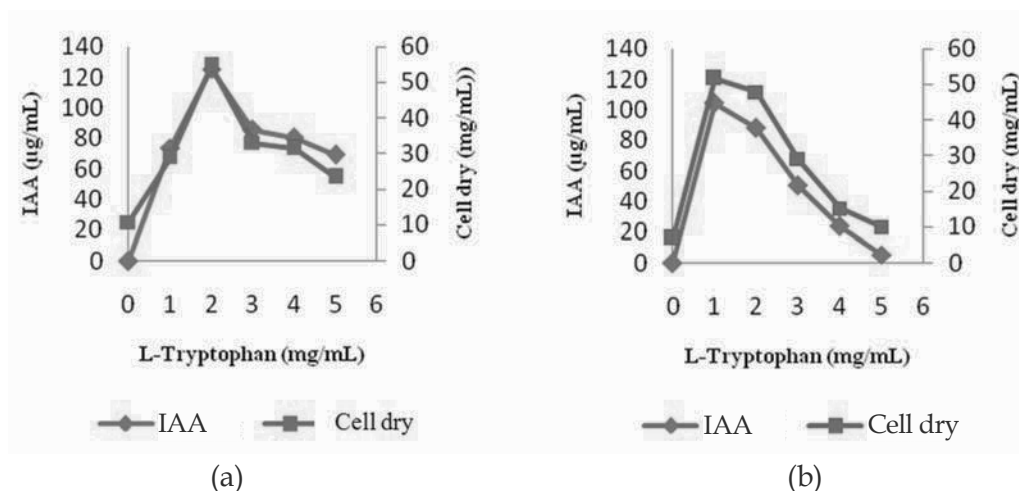 140
120
100
80
60
40
20
0
IAA (µg/mL)
60
50
40
30
20
10
0
Cell dry (mg/mL))
0 1 2 3 4 5 6
L-Tryptophan (mg/mL)
IAA Cell dry
(a)
140
120
100
80
60
40
20
0
IAA (µg/mL)
60
50
40
30
20
10
0
Cell dry (mg/mL)
0 1 2 3 4 5 6
L-Tryptophan (mg/mL)
IAA Cell dry
(b)